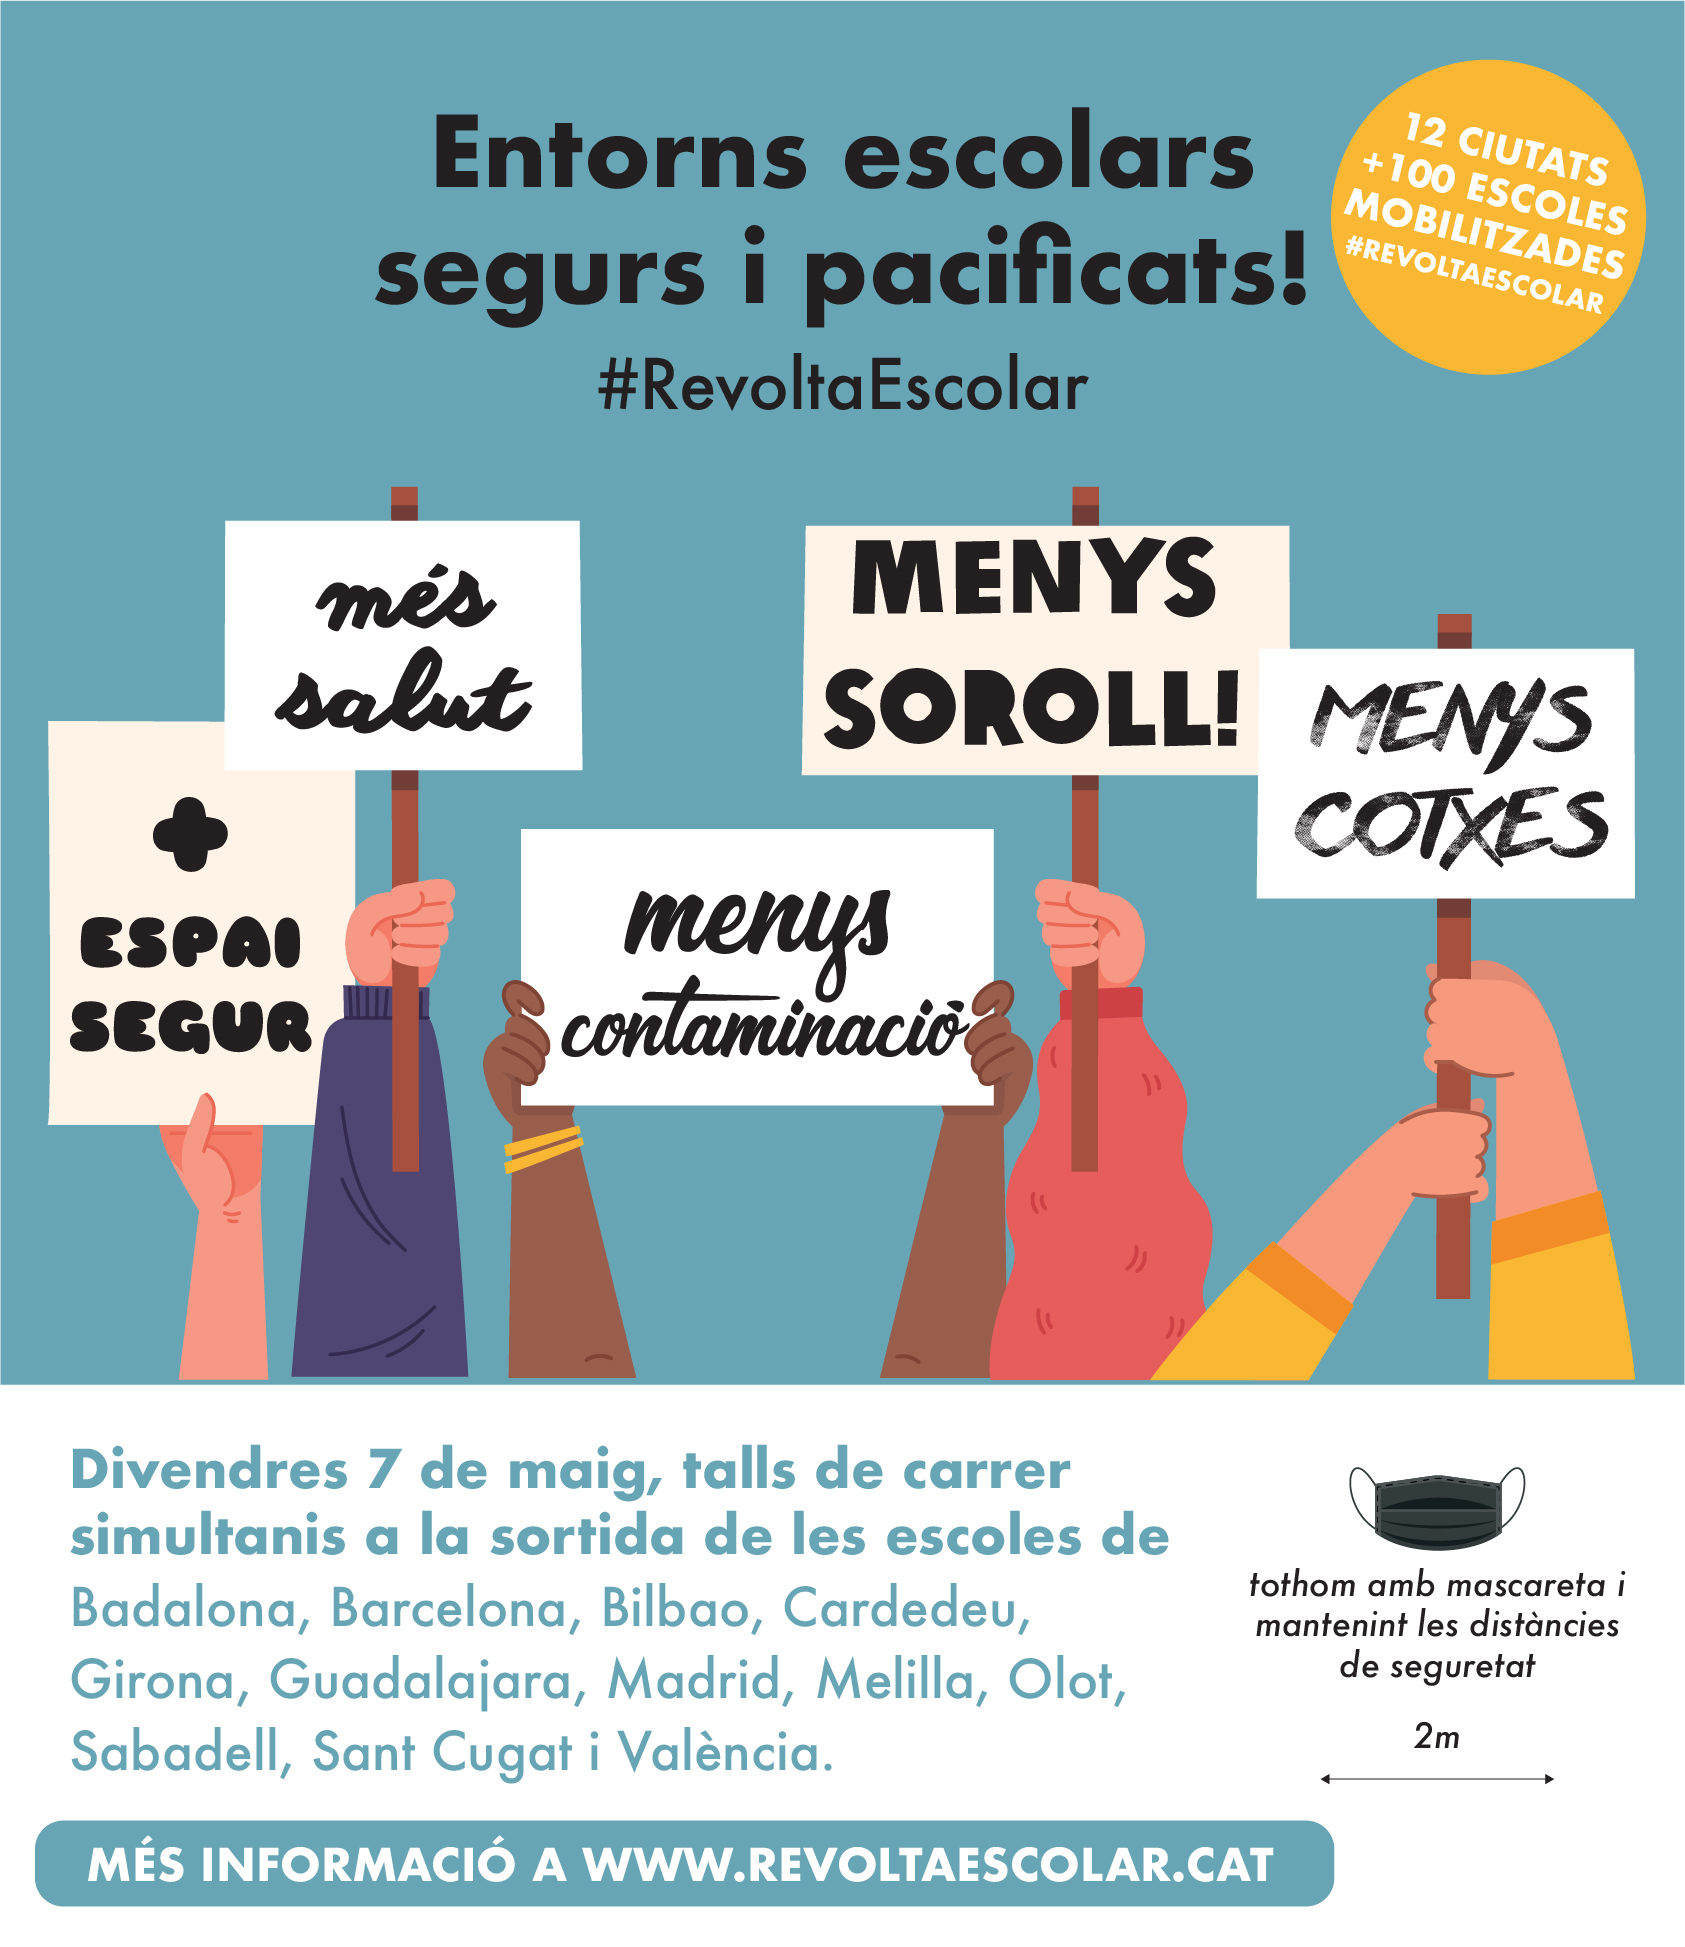 Entorns escolars
segurs i pacificats!
#RevoltaEscolar
12 CIUTATS
+100 ESCOLES
MOBILITZADES
#REVOLTAESCOLAR
més
salut
MENYS
SOROLL!
MENYS
COTXES
+
ESPAI
SEGUR
menys
contaminació
Divendres 7 de maig, talls de carrer
simultanis a la sortida de les escoles de
Badalona, Barcelona, Bilbao, Cardedeu,
Girona, Guadalajara, Madrid, Melilla, Olot,
Sabadell, Sant Cugat i València.
tothom amb mascareta i
mantenint les distàncies
de seguretat
2m
MÉS INFORMACIÓ A WWW.REVOLTAESCOLAR.CAT